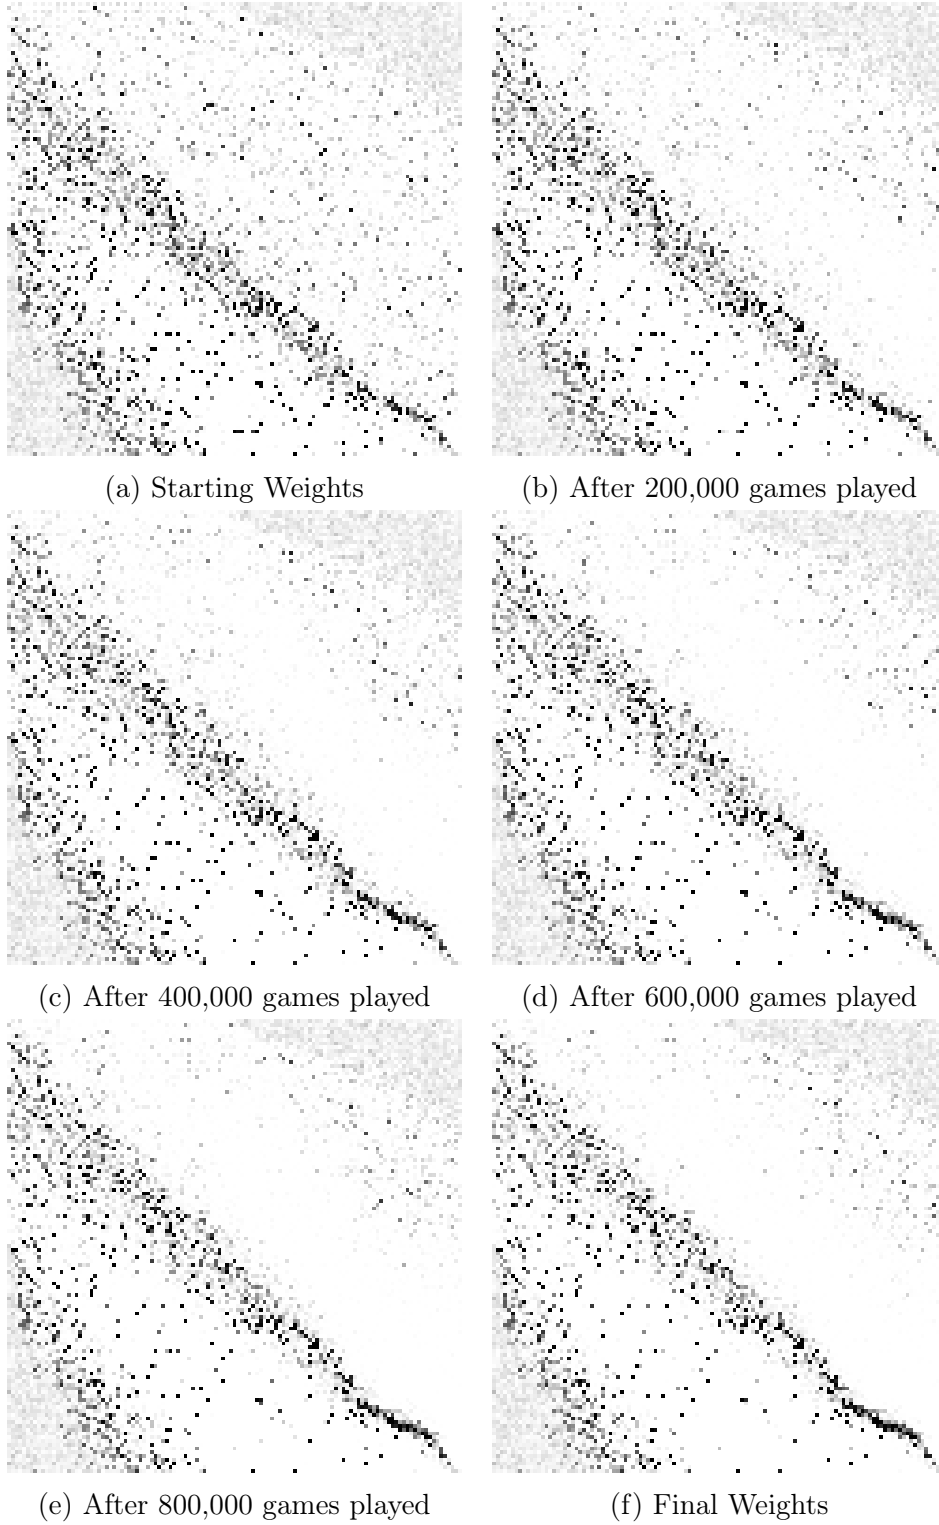 (a) Starting Weights
(b) After 200,000 games played
(c) After 400,000 games played
(d) After 600,000 games played
(e) After 800,000 games played
(f) Final Weights